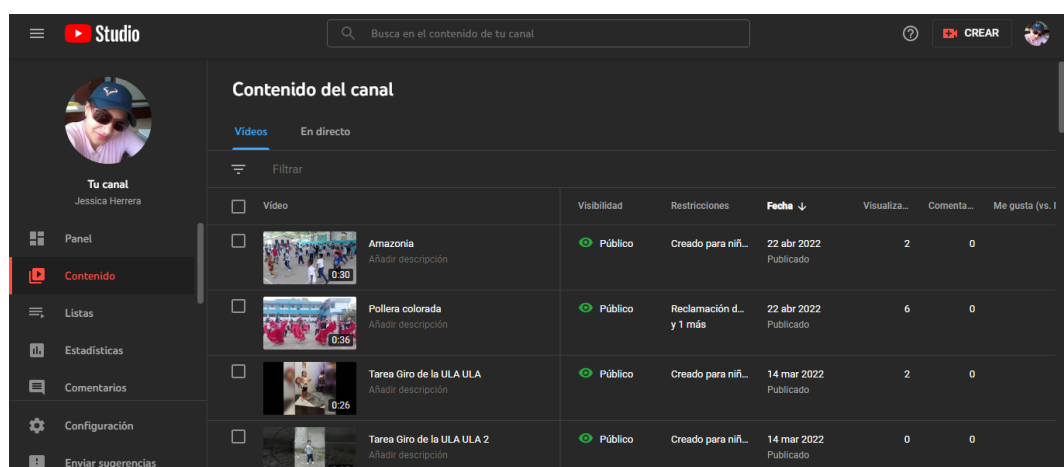 Studio
Busca en el contenido de tu canal
CREAR
Tu canal
Jessica Herrera
Panel
Contenido
Listas
Estadísticas
Comentarios
Configuración
Enviar sugerencias
Contenido del canal
Vídeos En directo
Filtrar
Vídeo Visibilidad Restricciones Fecha Visualiza... Comenta... Me gusta (vs.
0:30 Amazonia Público Creado para niñ... 22 abr 2022 2 0
Añadir descripción Publicado
0:36 Pollera colorada Público Reclamación d... 22 abr 2022 6 0
Añadir descripción y 1 más Publicado
0:26 Tarea Giro de la ULA ULA Público Creado para niñ... 14 mar 2022 2 0
Añadir descripción Publicado
Tarea Giro de la ULA ULA 2 Público Creado para niñ... 14 mar 2022 0 0
Añadir descripción Publicado